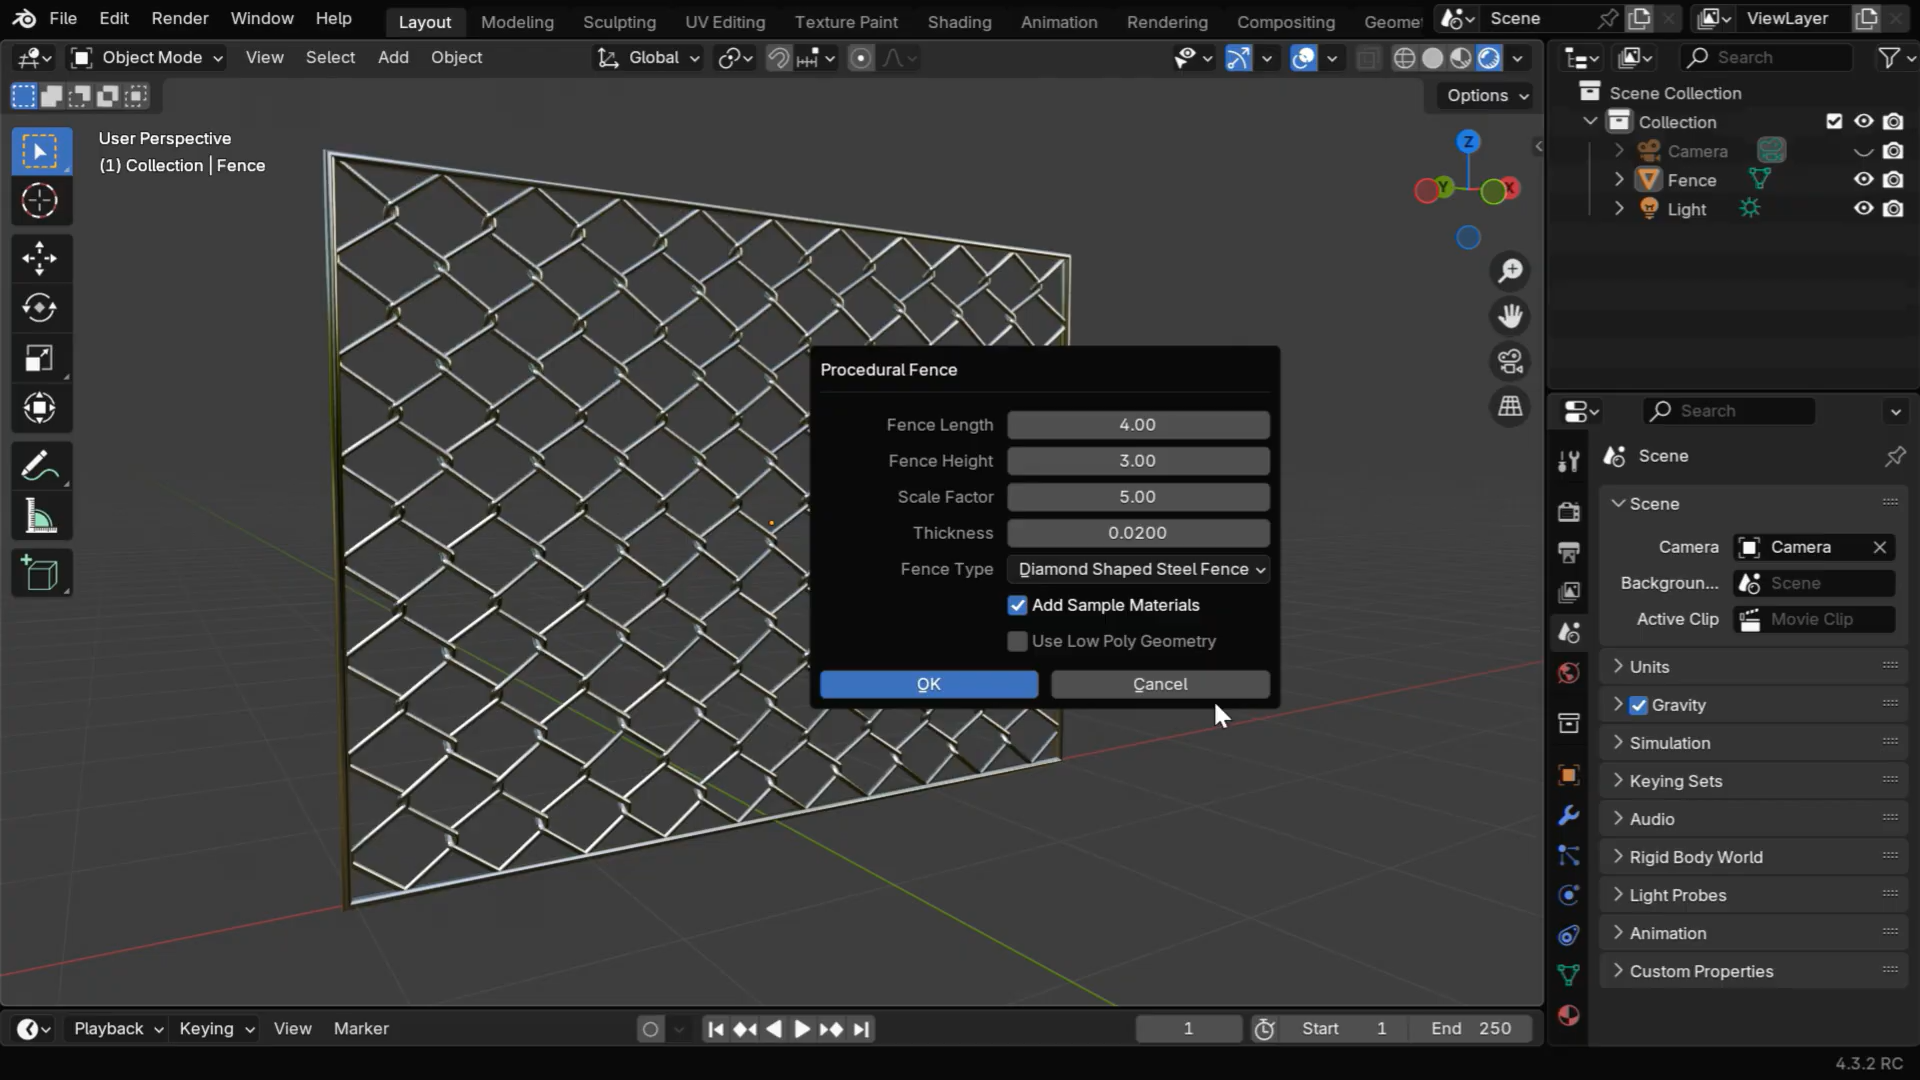 File Edit Render Window Help Layout Modeling Sculpting UV Editing Texture Paint Shading Animation Rendering Compositing Geomet Scene ViewLayer
Object Mode View Select Add Object Global Search
Options
User Perspective
(1) Collection | Fence
Z
Y
X
Scene Collection
Collection
Camera
Fence
Light
Procedural Fence
Fence Length 4.00
Fence Height 3.00
Scale Factor 5.00
Thickness 0.0200
Fence Type Diamond Shaped Steel Fence
Add Sample Materials
Use Low Poly Geometry
OK Cancel
Search
Scene
Scene
Camera Camera
Backgroun... Scene
Active Clip Movie Clip
Units
Gravity
Simulation
Keying Sets
Audio
Rigid Body World
Light Probes
Animation
Custom Properties
Playback Keying View Marker 1 Start 1 End 250
4.3.2 RC